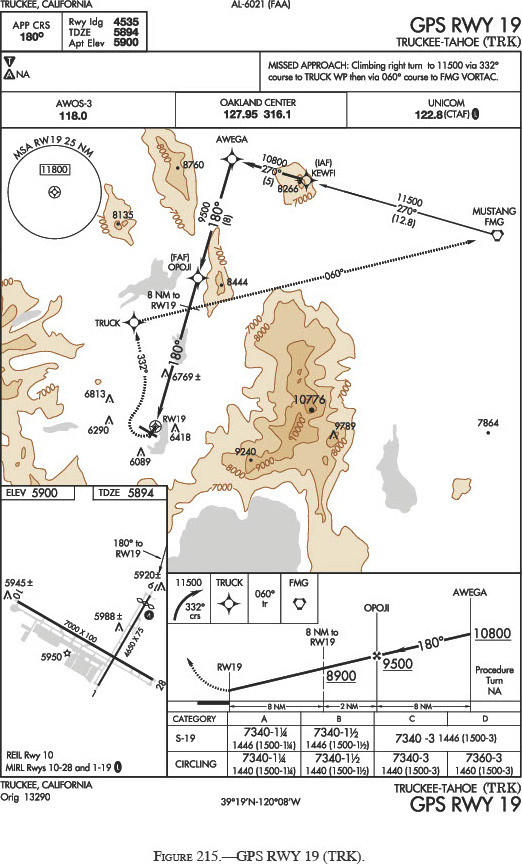 TRUCKEE, CALIFORNIA
AL-6021 (FAA)
APP CRS
180°
Rwy ldg 4535
TDZE 5894
Apt Elev 5900
GPS RWY 19
TRUCKEE-TAHOE (TRK)
T
A NA
MISSED APPROACH: Climbing right turn to 11500 via 332°
course to TRUCK WP then via 060° course to FMG VORTAC.
AWOS-3
118.0
OAKLAND CENTER
127.95 316.1
UNICOM
122.8 (CTAF) L
MSA RW19 25 NM
11800
AWEGA
8760
10800
270°
(5)
(IAF)
KEWFI
8266
11500
270°
(12.8)
MUSTANG
FMG
8135
9500
180°
(8)
(FAF)
OPOJI
8444
7000
8000
060°
8 NM to
RW19
TRUCK
7000
332°
180°
6769 ±
7000
8000
7000
6813
6290
RW19
6418
6089
10776
10000
9789
9240
9000
8000
7000
7864
ELEV 5900
TDZE 5894
180° to
RW19
5945 ±
10
5920±
19
5988 ±
7000 X 100
4650 X 75
5950
1
28
REIL Rwy 10
MIRL Rwys 10-28 and 1-19 L
11500
332°
crs
TRUCK
060°
tr
FMG
AWEGA
OPOJI
8 NM to
RW19
RW19
180°
10800
9500
8900
Procedure
Turn
NA
8 NM
2 NM
8 NM
CATEGORY A B C D
S-19 7340-1¼ 7340-1½ 7340 -3 1446 (1500-3)
1446 (1500-1¼) 1446 (1500-1½)
CIRCLING 7340-1¼ 7340-1½ 7340-3 7360-3
1440 (1500-1¼) 1440 (1500-1½) 1440 (1500-3) 1460 (1500-3)
TRUCKEE, CALIFORNIA
Orig 13290
39°19'N-120°08'W
TRUCKEE-TAHOE (TRK)
GPS RWY 19
FIGURE 215.—GPS RWY 19 (TRK).